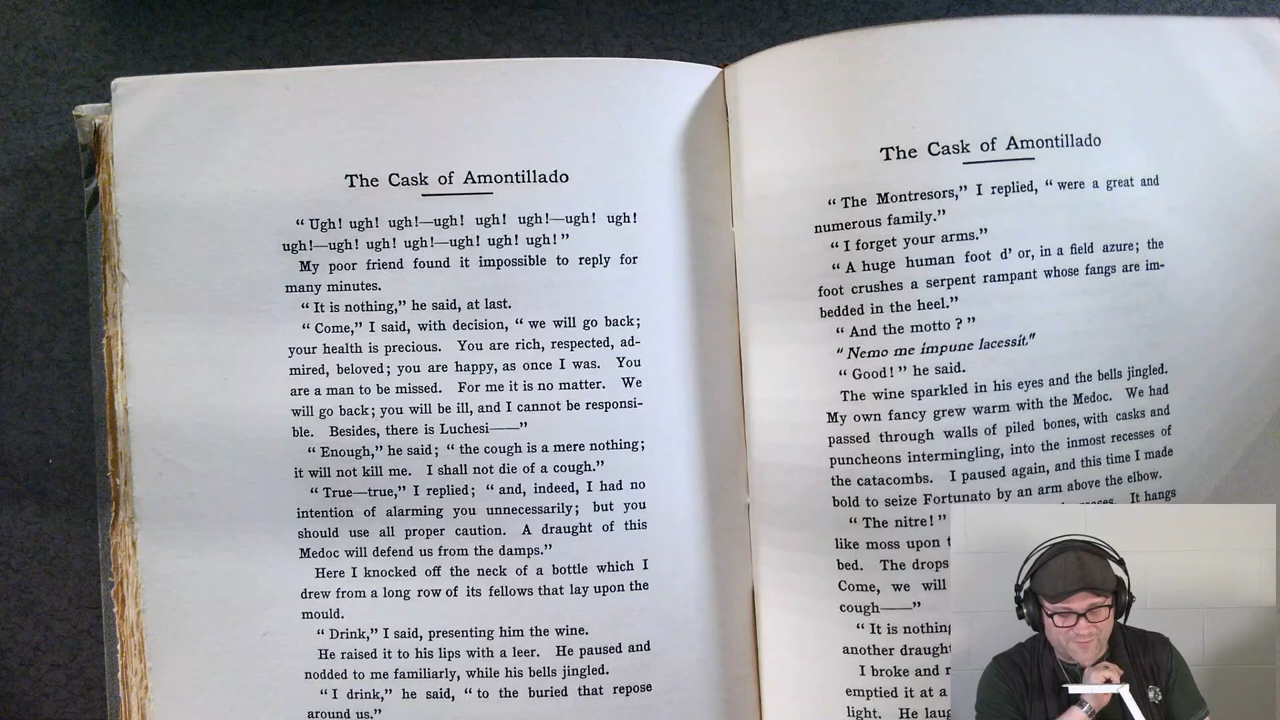 The Cask of Amontillado
“ Ugh! ugh! ugh!—ugh! ugh! ugh!—ugh! ugh!
ugh!—ugh! ugh! ugh!—ugh! ugh! ugh! ”
My poor friend found it impossible to reply for
many minutes.
“ It is nothing,” he said, at last.
“ Come,” I said, with decision, “ we will go back;
your health is precious. You are rich, respected, ad-
mired, beloved; you are happy, as once I was. You
are a man to be missed. For me it is no matter. We
will go back; you will be ill, and I cannot be responsi-
ble. Besides, there is Luchesi——”
“ Enough,” he said; “ the cough is a mere nothing;
it will not kill me. I shall not die of a cough.”
“ True—true,” I replied; “ and, indeed, I had no
intention of alarming you unnecessarily; but you
should use all proper caution. A draught of this
Medoc will defend us from the damps.”
Here I knocked off the neck of a bottle which I
drew from a long row of its fellows that lay upon the
mould.
“ Drink,” I said, presenting him the wine.
He raised it to his lips with a leer. He paused and
nodded to me familiarly, while his bells jingled.
“ I drink,” he said, “ to the buried that repose
around us.”
The Cask of Amontillado
“ The Montresors,” I replied, “ were a great and
numerous family.”
“ I forget your arms.”
“ A huge human foot d’ or, in a field azure; the
foot crushes a serpent rampant whose fangs are im-
bedded in the heel.”
“ And the motto ? ”
“ Nemo me impune lacessit.”
“ Good! ” he said.
The wine sparkled in his eyes and the bells jingled.
My own fancy grew warm with the Medoc. We had
passed through walls of piled bones, with casks and
puncheons intermingling, into the inmost recesses of
the catacombs. I paused again, and this time I made
bold to seize Fortunato by an arm above the elbow.
“ The nitre! ” It hangs
like moss upon
bed. The drops
Come, we will
cough——”
“ It is nothing
another draught
I broke and
emptied it at a
light. He